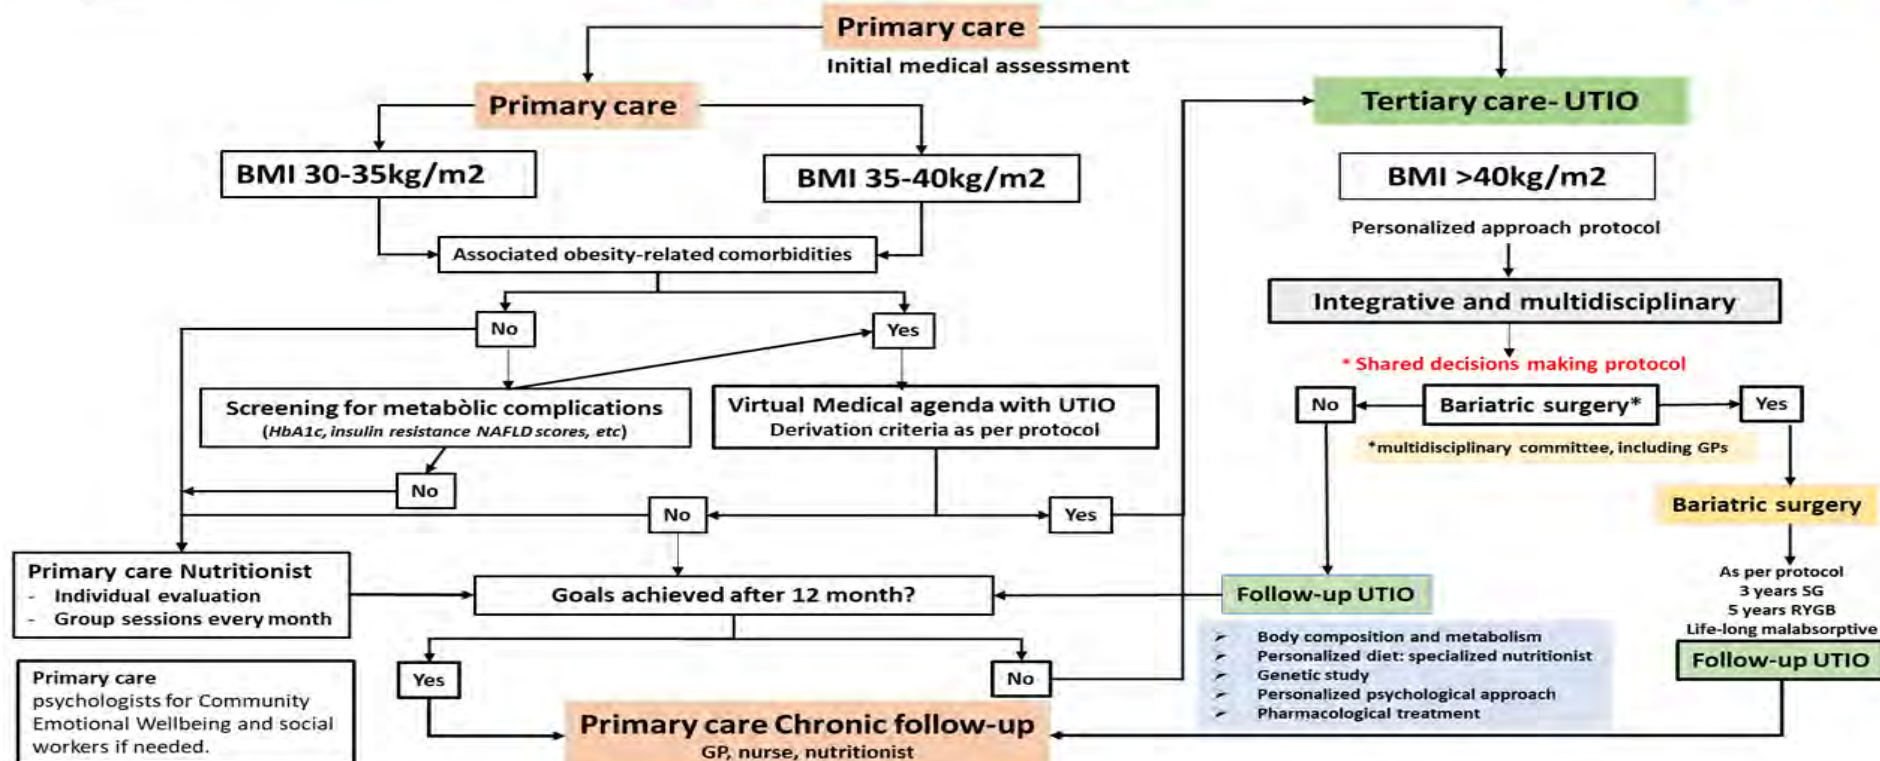 Primary care
Initial medical assessment
Primary care
Tertiary care- UTIO
BMI 30-35kg/m2
BMI 35-40kg/m2
BMI >40kg/m2
Personalized approach protocol
Associated obesity-related comorbidities
Integrative and multidisciplinary
No
Yes
* Shared decisions making protocol
Screening for metabòlic complications
(HbA1c, insulin resistance NAFLD scores, etc)
Virtual Medical agenda with UTIO
Derivation criteria as per protocol
No
Bariatric surgery*
Yes
*multidisciplinary committee, including GPs
No
No
Yes
Bariatric surgery
Primary care Nutritionist
- Individual evaluation
- Group sessions every month
Goals achieved after 12 month?
Follow-up UTIO
As per protocol
3 years SG
5 years RYGB
Life-long malabsorptive
Follow-up UTIO
➢ Body composition and metabolism
➢ Personalized diet: specialized nutritionist
➢ Genetic study
➢ Personalized psychological approach
➢ Pharmacological treatment
Yes
No
Primary care
psychologists for Community
Emotional Wellbeing and social
workers if needed.
Primary care Chronic follow-up
GP, nurse, nutritionist